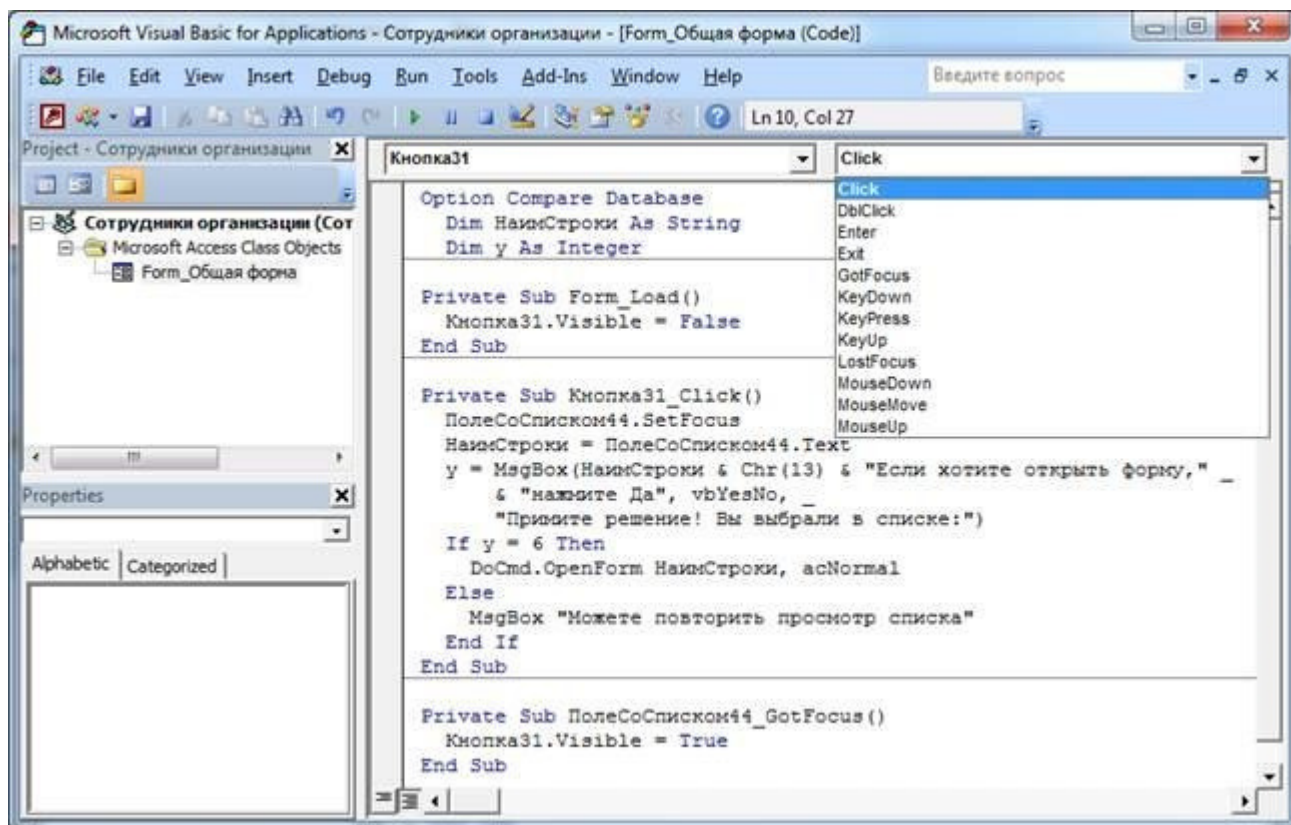 Microsoft Visual Basic for Applications - Сотрудники организации - [Form_Общая форма (Code)]
File Edit View Insert Debug Run Tools Add-Ins Window Help Введите вопрос
Ln 10, Col 27
Project - Сотрудники организации
Сотрудники организации (Сот
Microsoft Access Class Objects
Form_Общая форма
Properties
Alphabetic Categorized
Кнопка31 Click
Click
DblClick
Enter
Exit
GotFocus
KeyDown
KeyPress
KeyUp
LostFocus
MouseDown
MouseMove
MouseUp
Option Compare Database
Dim НаимСтроки As String
Dim y As Integer
Private Sub Form_Load()
Кнопка31.Visible = False
End Sub
Private Sub Кнопка31_Click()
ПолеСоСписком44.SetFocus
НаимСтроки = ПолеСоСписком44.Text
y = MsgBox(НаимСтроки & Chr(13) & "Если хотите открыть форму," _
& "нажмите Да", vbYesNo, _
"Примите решение! Вы выбрали в списке:")
If y = 6 Then
DoCmd.OpenForm НаимСтроки, acNormal
Else
MsgBox "Можете повторить просмотр списка"
End If
End Sub
Private Sub ПолеСоСписком44_GotFocus()
Кнопка31.Visible = True
End Sub